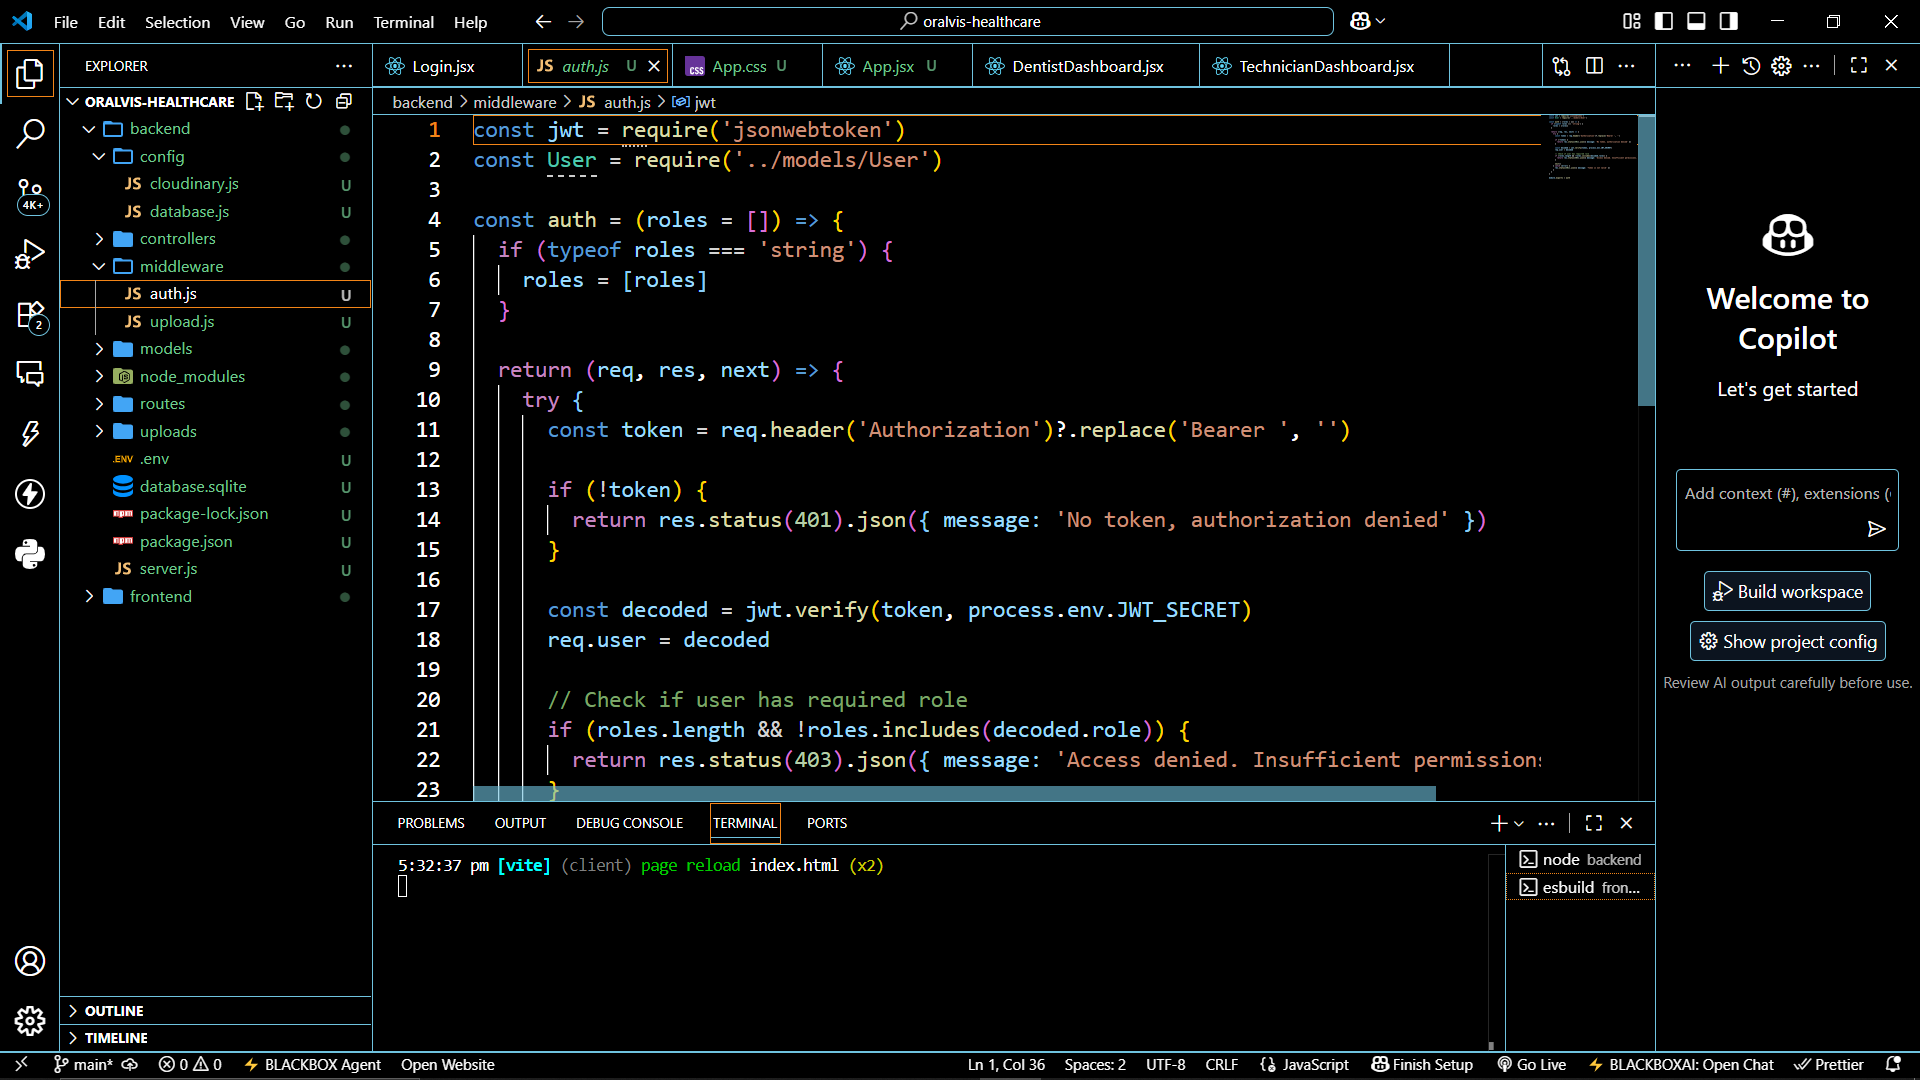 File Edit Selection View Go Run Terminal Help
oralvis-healthcare
EXPLORER
ORALVIS-HEALTHCARE
backend
config
JS cloudinary.js U
JS database.js U
controllers
middleware
JS auth.js U
JS upload.js U
models
node_modules
routes
uploads
.ENV .env U
database.sqlite U
npm package-lock.json U
npm package.json U
JS server.js U
frontend
OUTLINE
TIMELINE
4K+
2
Login.jsx
JS auth.js U
CSS App.css U
App.jsx U
DentistDashboard.jsx
TechnicianDashboard.jsx
backend > middleware > JS auth.js > jwt
1 const jwt = require('jsonwebtoken')
2 const User = require('../models/User')
3
4 const auth = (roles = []) => {
5 if (typeof roles === 'string') {
6 roles = [roles]
7 }
8
9 return (req, res, next) => {
10 try {
11 const token = req.header('Authorization')?.replace('Bearer ', '')
12
13 if (!token) {
14 return res.status(401).json({ message: 'No token, authorization denied' })
15 }
16
17 const decoded = jwt.verify(token, process.env.JWT_SECRET)
18 req.user = decoded
19
20 // Check if user has required role
21 if (roles.length && !roles.includes(decoded.role)) {
22 return res.status(403).json({ message: 'Access denied. Insufficient permissions
23 }
PROBLEMS OUTPUT DEBUG CONSOLE TERMINAL PORTS
5:32:37 pm [vite] (client) page reload index.html (x2)
node backend
esbuild fron...
Welcome to
Copilot
Let's get started
Add context (#), extensions (
Build workspace
Show project config
Review AI output carefully before use.
main* 0 0 BLACKBOX Agent Open Website
Ln 1, Col 36 Spaces: 2 UTF-8 CRLF {} JavaScript Finish Setup Go Live BLACKBOXAI: Open Chat Prettier